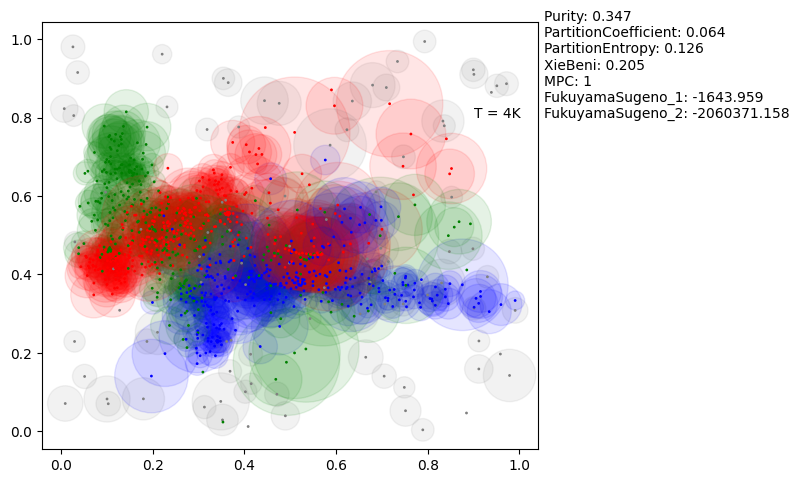 Purity: 0.347
PartitionCoefficient: 0.064
PartitionEntropy: 0.126
XieBeni: 0.205
MPC: 1
FukuyamaSugeno_1: -1643.959
FukuyamaSugeno_2: -2060371.158
T = 4K
1.0
0.8
0.6
0.4
0.2
0.0
0.0 0.2 0.4 0.6 0.8 1.0